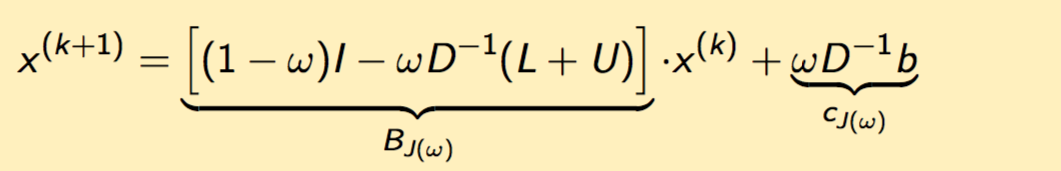 x^(k+1) = [(1 − ω)I − ωD^−1(L + U)] · x^(k) + ωD^−1b
B_J(ω)
c_J(ω)